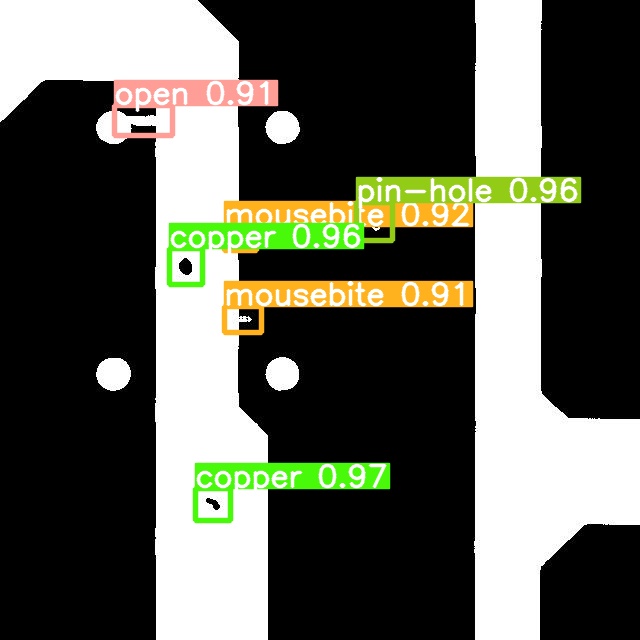 open 0.91
pin-hole 0.96
mousebite 0.92
copper 0.96
mousebite 0.91
copper 0.97